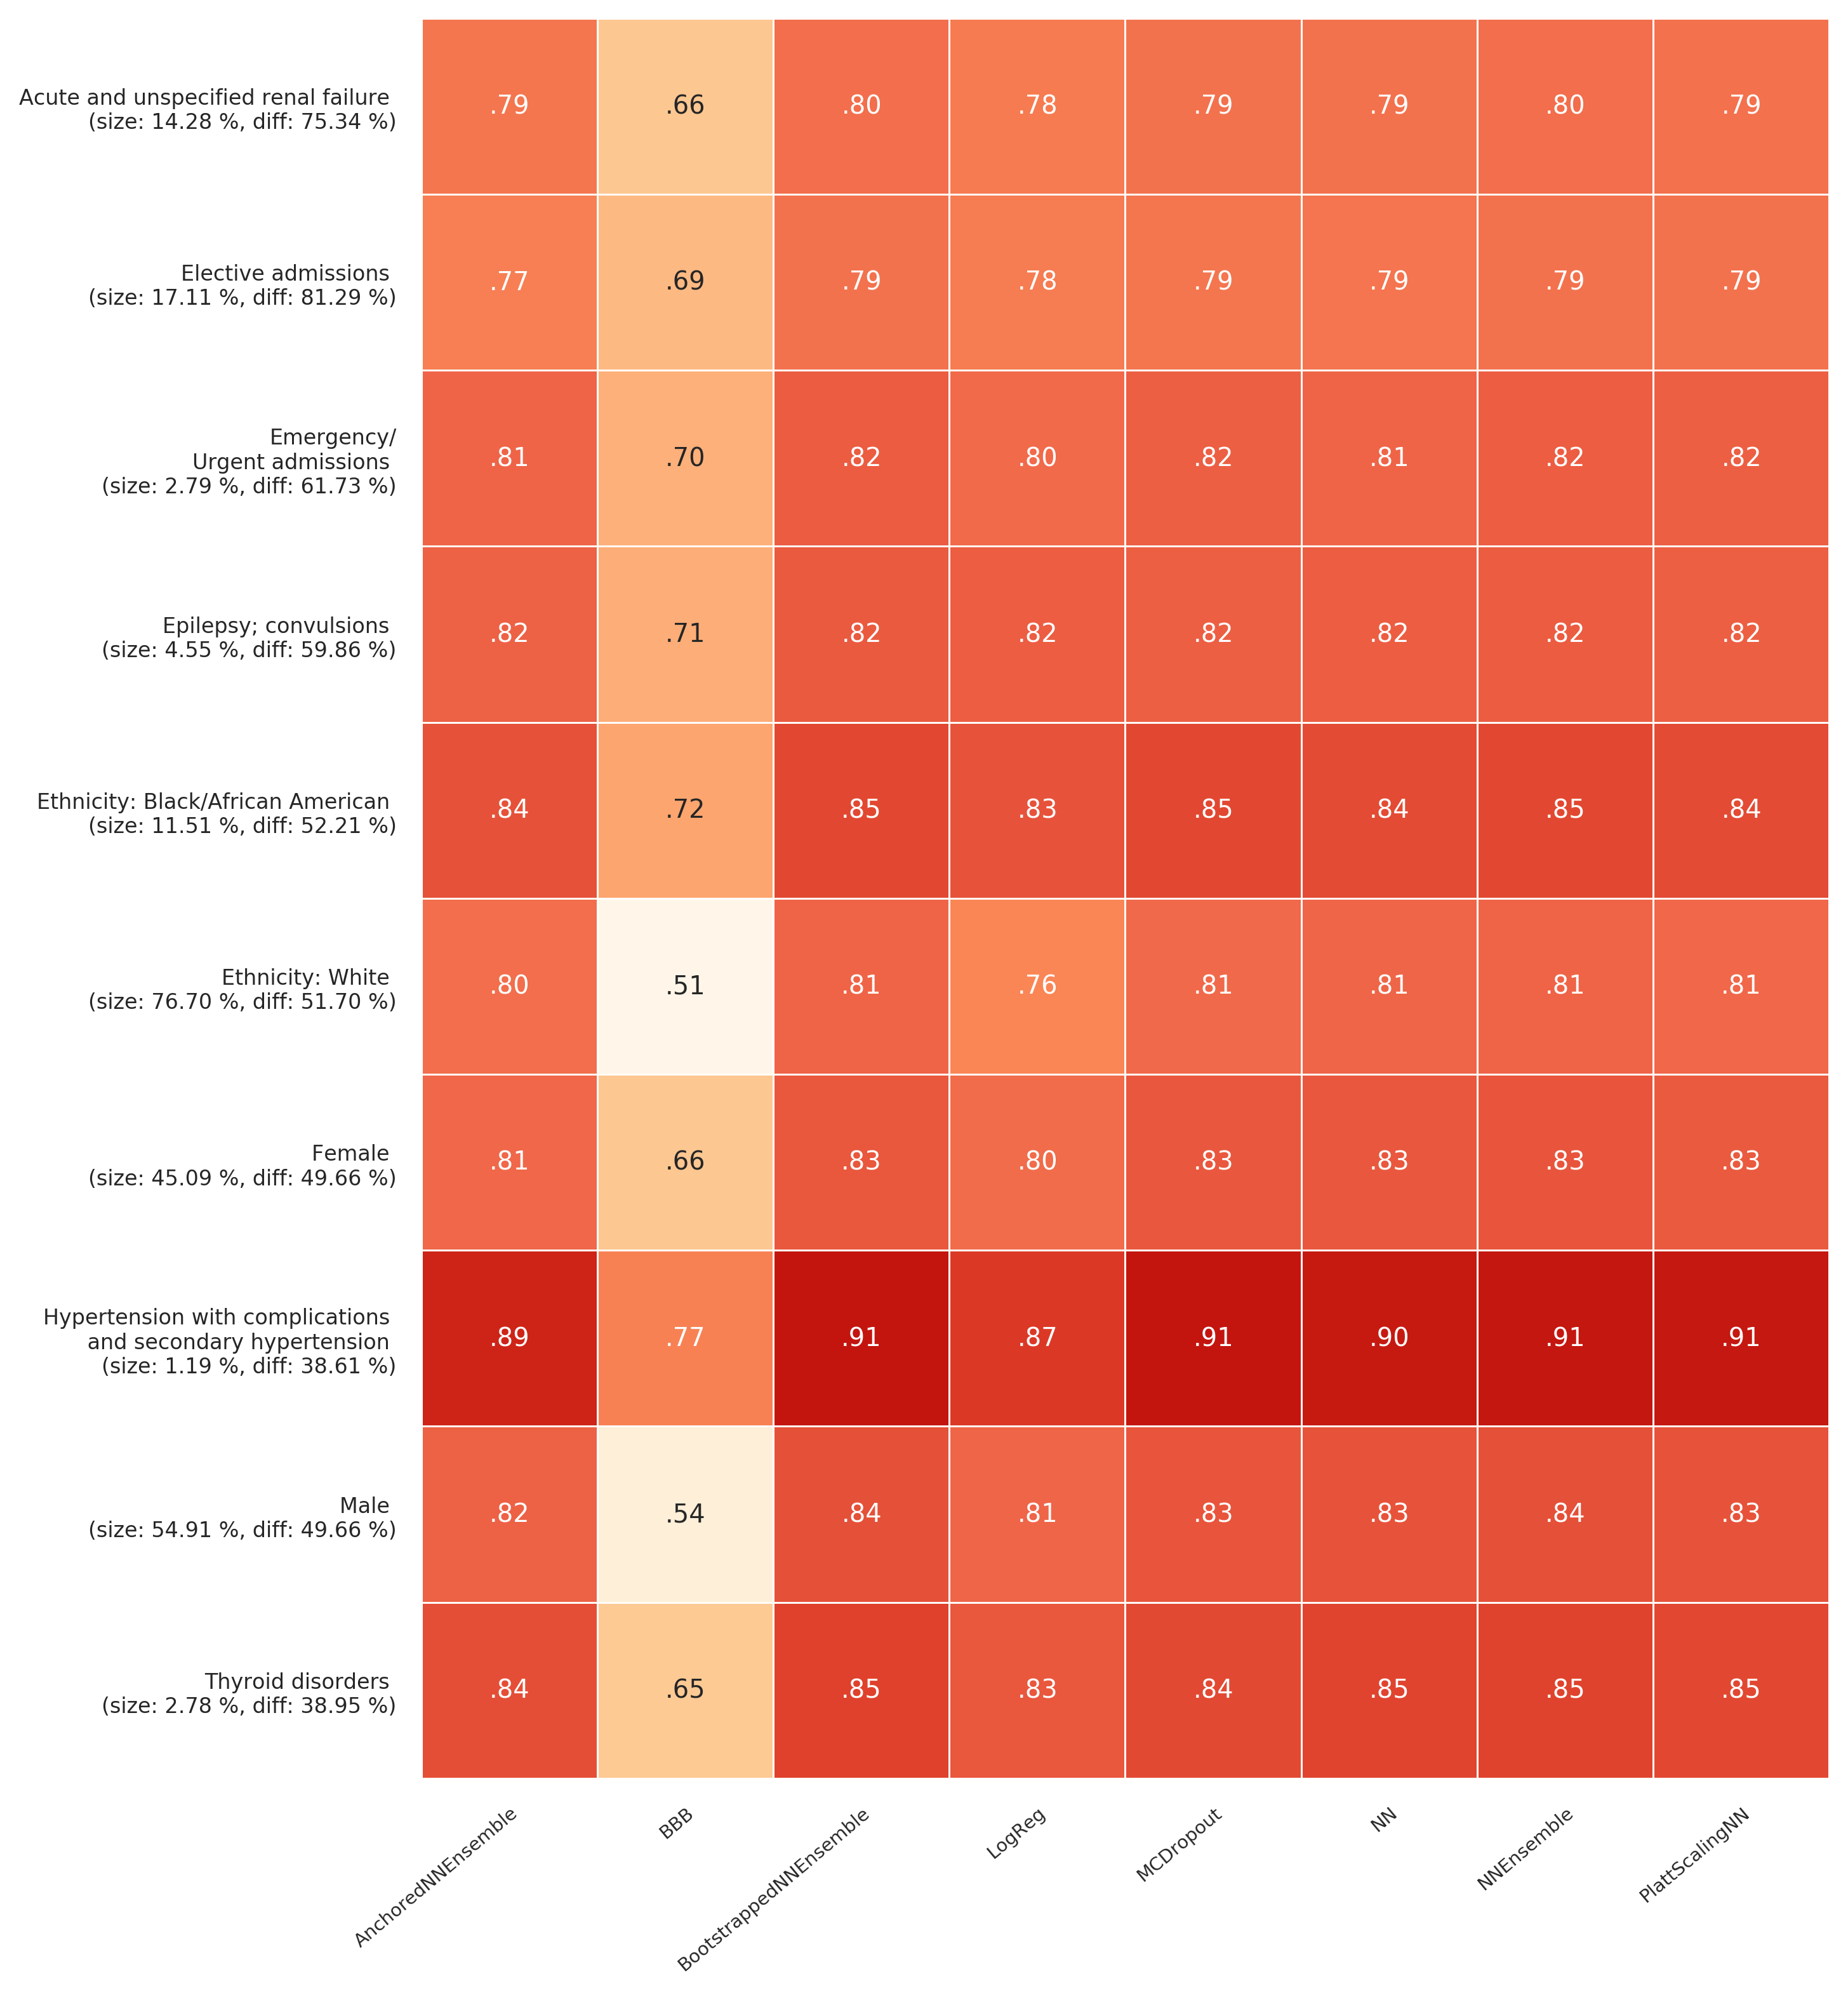 Acute and unspecified renal failure
(size: 14.28 %, diff: 75.34 %)
.79 .66 .80 .78 .79 .79 .80 .79
Elective admissions
(size: 17.11 %, diff: 81.29 %)
.77 .69 .79 .78 .79 .79 .79 .79
Emergency/
Urgent admissions
(size: 2.79 %, diff: 61.73 %)
.81 .70 .82 .80 .82 .81 .82 .82
Epilepsy; convulsions
(size: 4.55 %, diff: 59.86 %)
.82 .71 .82 .82 .82 .82 .82 .82
Ethnicity: Black/African American
(size: 11.51 %, diff: 52.21 %)
.84 .72 .85 .83 .85 .84 .85 .84
Ethnicity: White
(size: 76.70 %, diff: 51.70 %)
.80 .51 .81 .76 .81 .81 .81 .81
Female
(size: 45.09 %, diff: 49.66 %)
.81 .66 .83 .80 .83 .83 .83 .83
Hypertension with complications
and secondary hypertension
(size: 1.19 %, diff: 38.61 %)
.89 .77 .91 .87 .91 .90 .91 .91
Male
(size: 54.91 %, diff: 49.66 %)
.82 .54 .84 .81 .83 .83 .84 .83
Thyroid disorders
(size: 2.78 %, diff: 38.95 %)
.84 .65 .85 .83 .84 .85 .85 .85
AnchoredNNEnsemble
BBB
BootstrappedNNEnsemble
LogReg
MCDropout
NN
NNEnsemble
PlattScalingNN